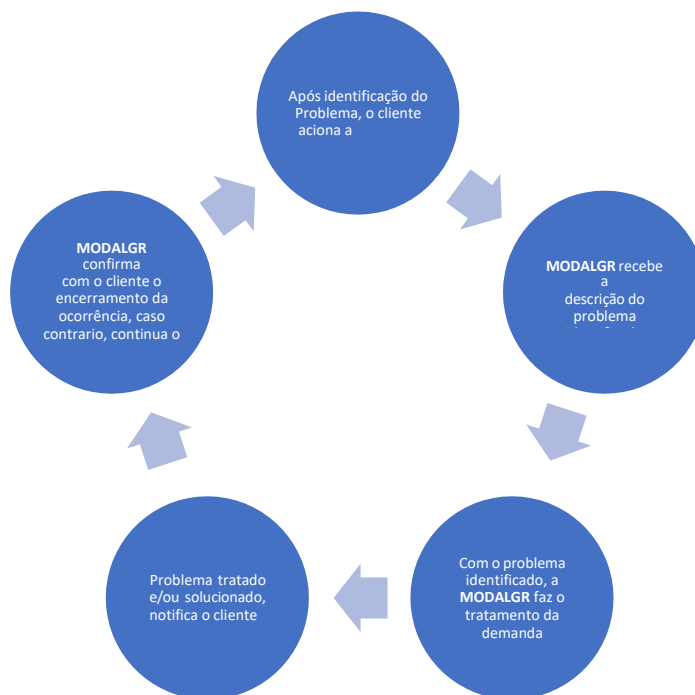 Após identificação do
Problema, o cliente
aciona a
MODALGR recebe
a
descrição do
problema
Com o problema
identificado, a
MODALGR faz o
tratamento da
demanda
Problema tratado
e/ou solucionado,
notifica o cliente
MODALGR
confirma
com o cliente o
encerramento da
ocorrência, caso
contrario, continua o